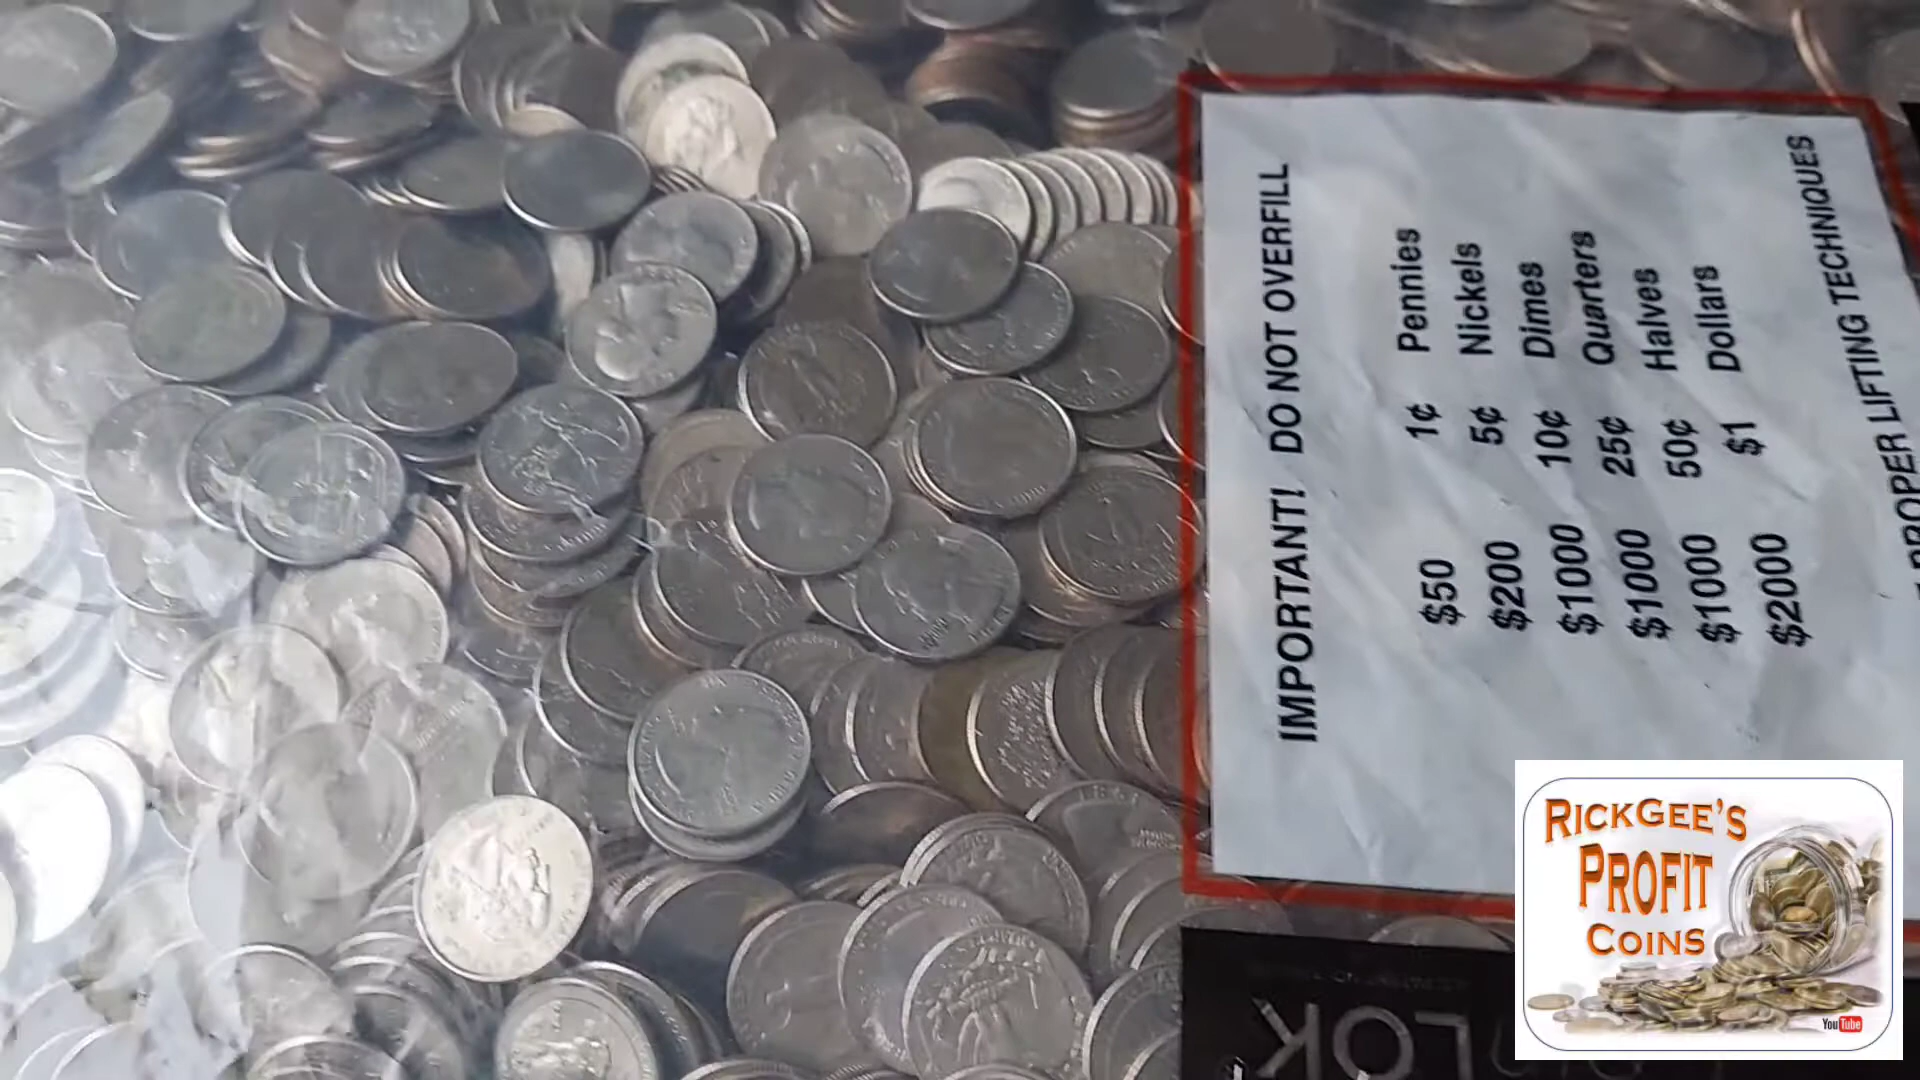 IMPORTANT! DO NOT OVERFILL
$50 1¢ Pennies
$200 5¢ Nickels
$1000 10¢ Dimes
$1000 25¢ Quarters
$1000 50¢ Halves
$2000 $1 Dollars
PROPER LIFTING TECHNIQUES
LOK
RICKGEE'S
PROFIT
COINS
YouTube